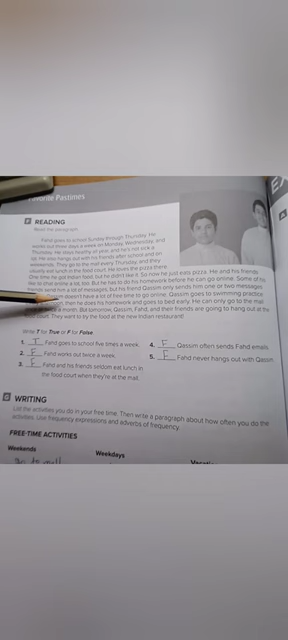 Favorite Pastimes
F READING
Read the paragraph.
Fahd goes to school Sunday through Thursday. He
works out three days a week on Monday, Wednesday, and
Thursday. He stays healthy all year, and he's not sick a
lot. He also hangs out with his friends after school and on
weekends. They go to the mall every Thursday, and they
usually eat lunch in the food court. He loves the pizza there.
One time he got Indian food, but he didn't like it. So now he just eats pizza. He and his friends
like to chat online a lot, too. But he has to do his homework before he can go online. Some of his
friends send him a lot of messages, but his friend Qassim only sends him one or two messages
doesn't have a lot of free time to go online. Qassim goes to swimming practice
then he does his homework and goes to bed early. He can only go to the mall
a month. But tomorrow, Qassim, Fahd, and their friends are going to hang out at the
court. They want to try the food at the new Indian restaurant!
Write T for True or F for False.
1. T Fahd goes to school five times a week.
2. F Fahd works out twice a week.
3. F Fahd and his friends seldom eat lunch in
the food court when they're at the mall.
4. F Qassim often sends Fahd emails.
5. F Fahd never hangs out with Qassim.
G WRITING
List the activities you do in your free time. Then write a paragraph about how often you do the
activities. Use frequency expressions and adverbs of frequency.
FREE-TIME ACTIVITIES
Weekends
Weekdays
go to mall